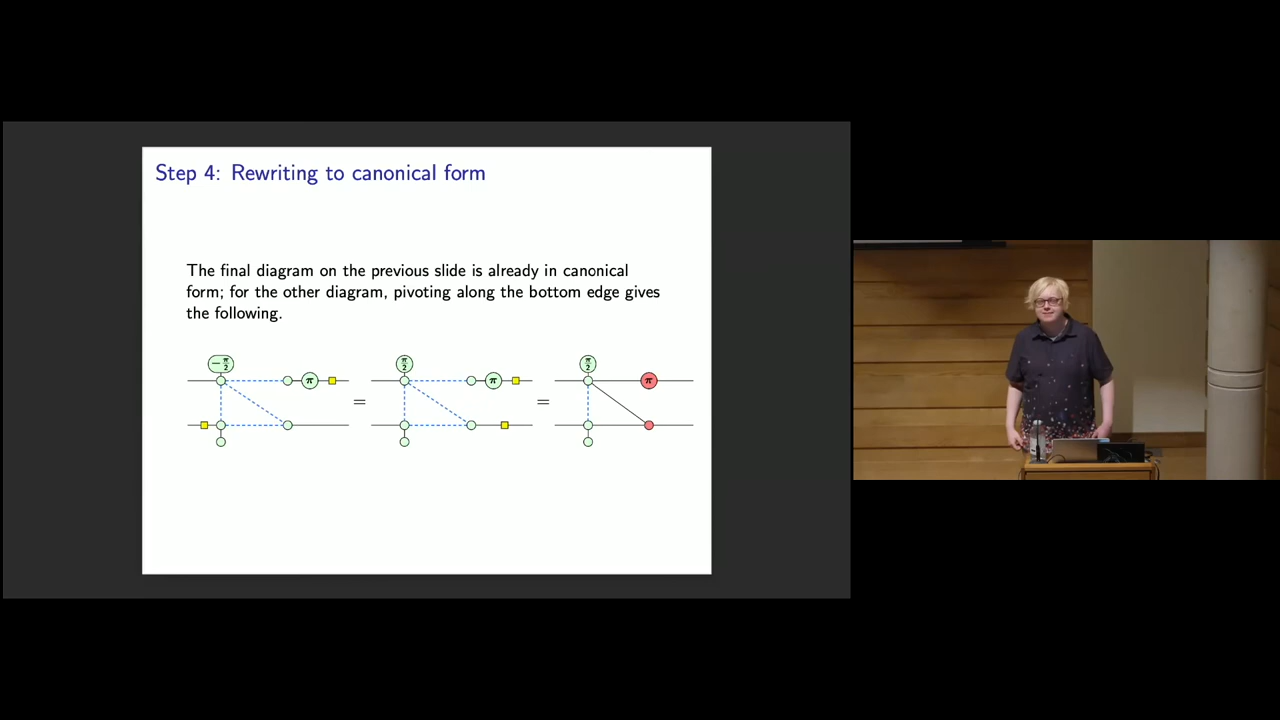 Step 4: Rewriting to canonical form
The final diagram on the previous slide is already in canonical
form; for the other diagram, pivoting along the bottom edge gives
the following.
−π/2 π/2 π/2
π = π = π